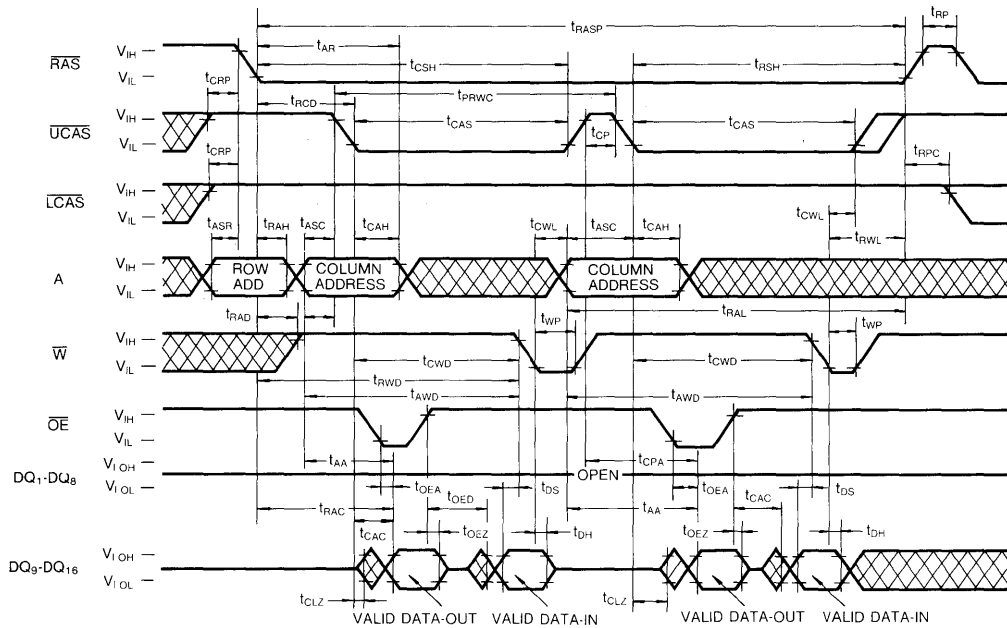 tRASP
tRP
tAR
RAS
VIH
VIL
tCSH
tRSH
tCRP
tRCD
tPRWC
UCAS
VIH
VIL
tCAS
tCP
tCAS
tCRP
tRPC
LCAS
VIH
VIL
tCWL
tASR
tRAH
tASC
tCAH
tCWL
tASC
tCAH
tRWL
A
VIH
VIL
ROW
ADD
COLUMN
ADDRESS
COLUMN
ADDRESS
tRAD
tWP
tRAL
tWP
W
VIH
VIL
tCWD
tCWD
tRWD
tAWD
tAWD
OE
VIH
VIL
tAA
tCPA
DQ1-DQ8
VI OH
VI OL
OPEN
tOEA
tOED
tDS
tOEA
tCAC
tDS
tRAC
tAA
tCAC
tOEZ
tDH
tOEZ
tDH
DQ9-DQ16
VI OH
VI OL
tCLZ
tCLZ
VALID DATA-OUT
VALID DATA-IN
VALID DATA-OUT
VALID DATA-IN